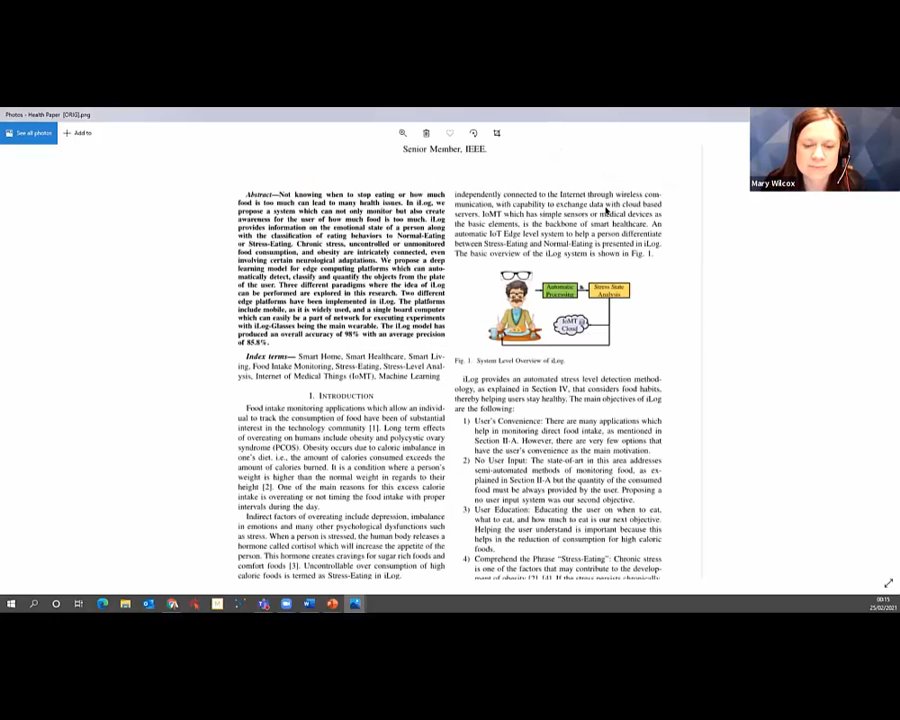 Photos - Health Paper [ORIG].png
See all photos
Add to
Mary Wilcox
Senior Member, IEEE.
Abstract—Not knowing when to stop eating or how much
food is too much can lead to many health issues. In iLog, we
propose a system which can not only monitor but also create
awareness for the user of how much food is too much. iLog
provides information on the emotional state of a person along
with the classification of eating behaviors to Normal-Eating
or Stress-Eating. Chronic stress, uncontrolled or unmonitored
food consumption, and obesity are intricately connected, even
involving certain neurological adaptations. We propose a deep
learning model for edge computing platforms which can auto-
matically detect, classify and quantify the objects from the plate
of the user. Three different paradigms where the idea of iLog
can be performed are explored in this research. Two different
edge platforms have been implemented in iLog. The platforms
include mobile, as it is widely used, and a single board computer
which can easily be a part of network for executing experiments
with iLog-Glasses being the main wearable. The iLog model has
produced an overall accuracy of 98% with an average precision
of 85.8%.
Index terms— Smart Home, Smart Healthcare, Smart Liv-
ing, Food Intake Monitoring, Stress-Eating, Stress-Level Anal-
ysis, Internet of Medical Things (IoMT), Machine Learning
I. INTRODUCTION
Food intake monitoring applications which allow an individ-
ual to track the consumption of food have been of substantial
interest in the technology community [1]. Long term effects
of overeating on humans include obesity and polycystic ovary
syndrome (PCOS). Obesity occurs due to caloric imbalance in
one's diet. i.e., the amount of calories consumed exceeds the
amount of calories burned. It is a condition where a person's
weight is higher than the normal weight in regards to their
height [2]. One of the main reasons for this excess calorie
intake is overeating or not timing the food intake with proper
intervals during the day.
Indirect factors of overeating include depression, imbalance
in emotions and many other psychological dysfunctions such
as stress. When a person is stressed, the human body releases a
hormone called cortisol which will increase the appetite of the
person. This hormone creates cravings for sugar rich foods and
comfort foods [3]. Uncontrollable over consumption of high
caloric foods is termed as Stress-Eating in iLog.
independently connected to the Internet through wireless com-
munication, with capability to exchange data with cloud based
servers. IoMT which has simple sensors or medical devices as
the basic elements, is the backbone of smart healthcare. An
automatic IoT Edge level system to help a person differentiate
between Stress-Eating and Normal-Eating is presented in iLog.
The basic overview of the iLog system is shown in Fig. 1.
Automatic
Processing
Stress State
Analysis
IoMT
Cloud
Fig. 1. System Level Overview of iLog.
iLog provides an automated stress level detection method-
ology, as explained in Section IV, that considers food habits,
thereby helping users stay healthy. The main objectives of iLog
are the following:
1) User's Convenience: There are many applications which
help in monitoring direct food intake, as mentioned in
Section II-A. However, there are very few options that
have the user's convenience as the main motivation.
2) No User Input: The state-of-art in this area addresses
semi-automated methods of monitoring food, as ex-
plained in Section II-A but the quantity of the consumed
food must be always provided by the user. Proposing a
no user input system was our second objective.
3) User Education: Educating the user on when to eat,
what to eat, and how much to eat is our next objective.
Helping the user understand is important because this
helps in the reduction of consumption for high caloric
foods.
4) Comprehend the Phrase "Stress-Eating": Chronic stress
is one of the factors that may contribute to the develop-
ment of obesity [2], [4]. If the stress persists chronically,
00:15
25/02/2021